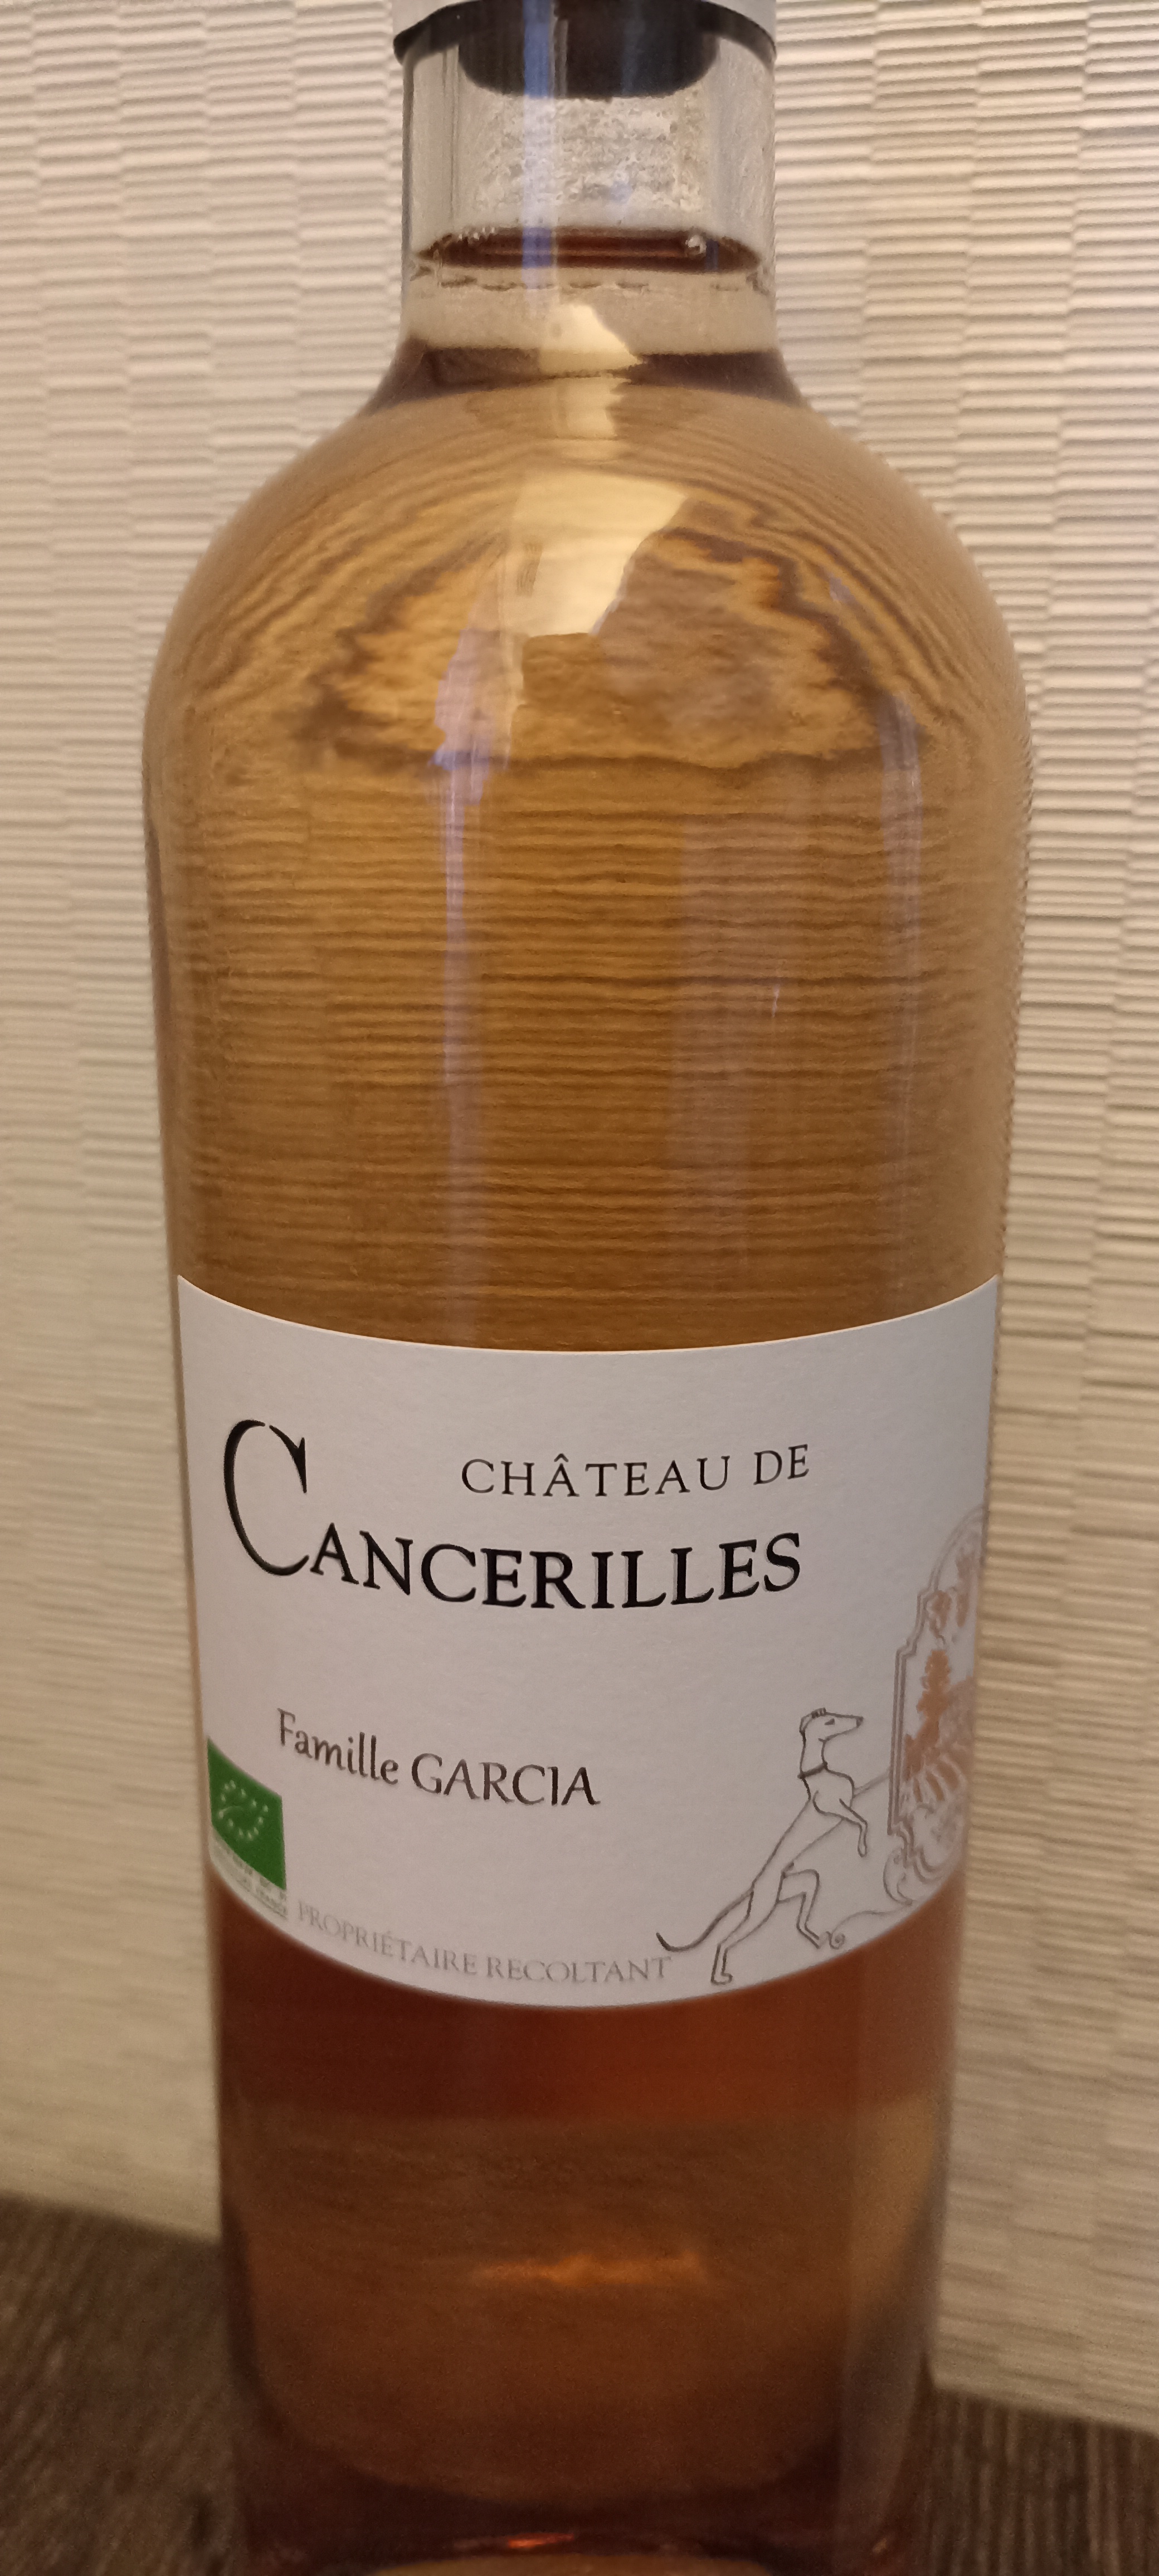 CHÂTEAU DE
CANCERILLES
Famille GARCIA
PROPRIÉTAIRE RECOLTANT